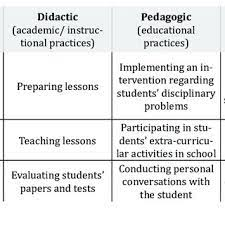 Didactic
(academic/ instruc-
tional practices)
Pedagogic
(educational
practices)
Preparing lessons
Implementing an in-
tervention regarding
students' disciplinary
problems
Teaching lessons
Participating in stu-
dents' extra-curricu-
lar activities in school
Evaluating students'
papers and tests
Conducting personal
conversations with
the student